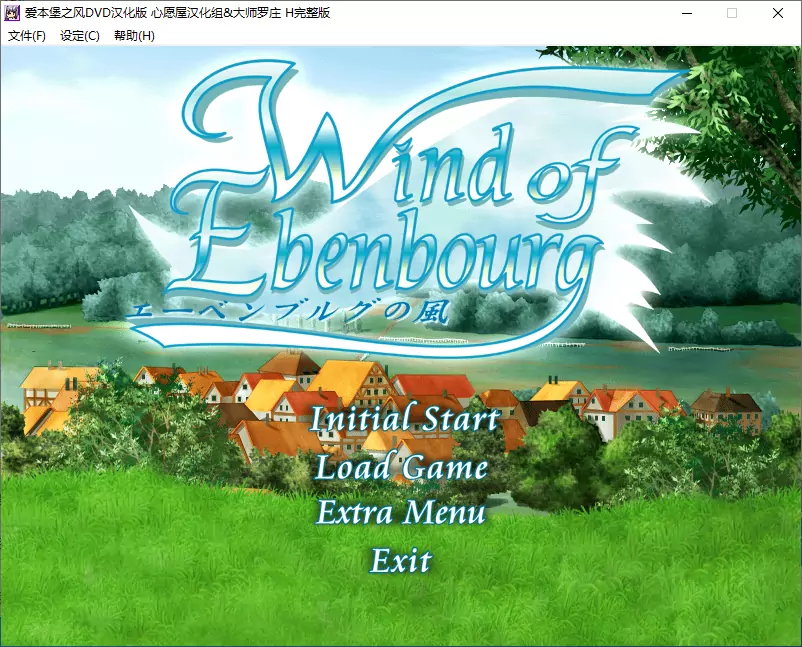 爱本堡之风DVD汉化版 心愿屋汉化组&大师罗庄 H完整版
文件(F) 设定(C) 帮助(H)
Wind of
Ebenbourg
エーベンブルグの風
Initial Start
Load Game
Extra Menu
Exit